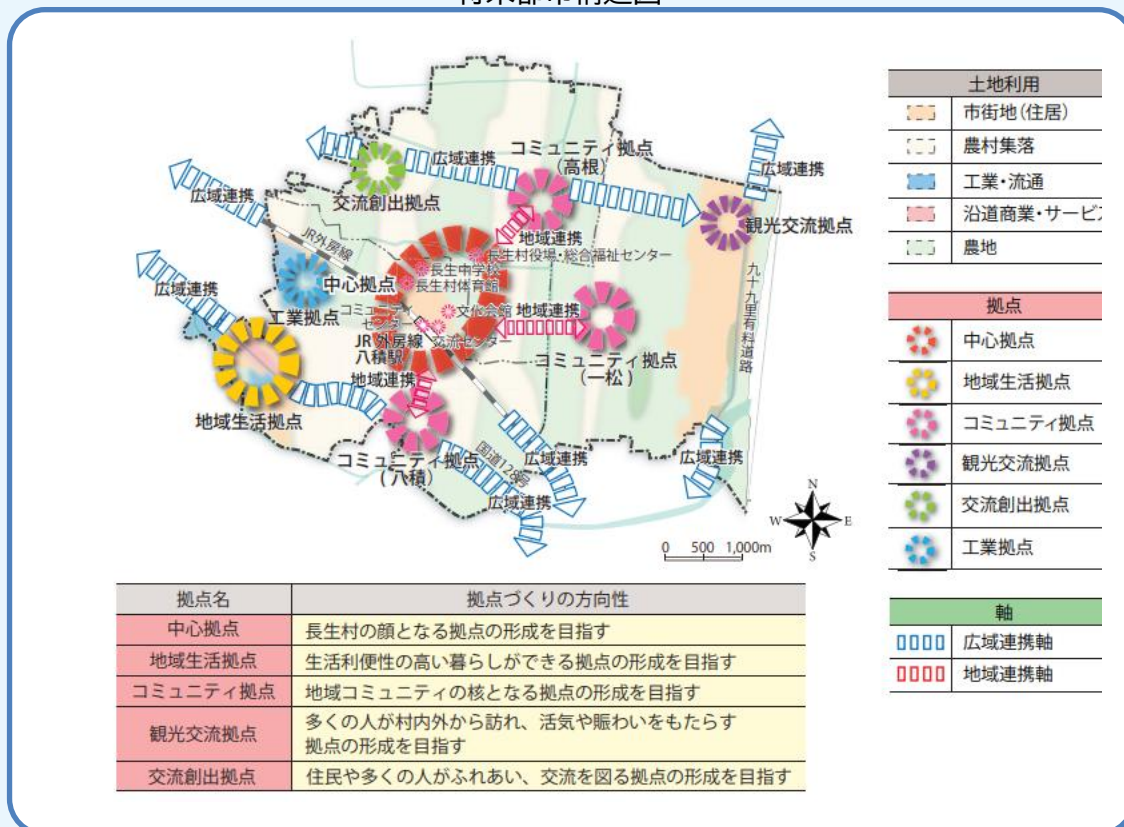 将来都市構造図
コミュニティ拠点
（高根）
広域連携
広域連携
広域連携
交流創出拠点
観光交流拠点
JR外房線
地域連携
長生村役場・総合福祉センター
長生中学校
中心拠点
長生村体育館
九十九里有料道路
広域連携
工業拠点
コミュニティ
センター
文化会館
地域連携
JR外房線
八積駅
交流センター
コミュニティ拠点
（一松）
地域連携
地域生活拠点
コミュニティ拠点
（八積）
国道128号
広域連携
広域連携
広域連携
N
W
E
S
0 500 1,000m
土地利用
市街地（住居）
農村集落
工業・流通
沿道商業・サービ
農地
拠点
中心拠点
地域生活拠点
コミュニティ拠点
観光交流拠点
交流創出拠点
工業拠点
軸
広域連携軸
地域連携軸
拠点名 拠点づくりの方向性
中心拠点 長生村の顔となる拠点の形成を目指す
地域生活拠点 生活利便性の高い暮らしができる拠点の形成を目指す
コミュニティ拠点 地域コミュニティの核となる拠点の形成を目指す
観光交流拠点 多くの人が村内外から訪れ、活気や賑わいをもたらす
拠点の形成を目指す
交流創出拠点 住民や多くの人がふれあい、交流を図る拠点の形成を目指す